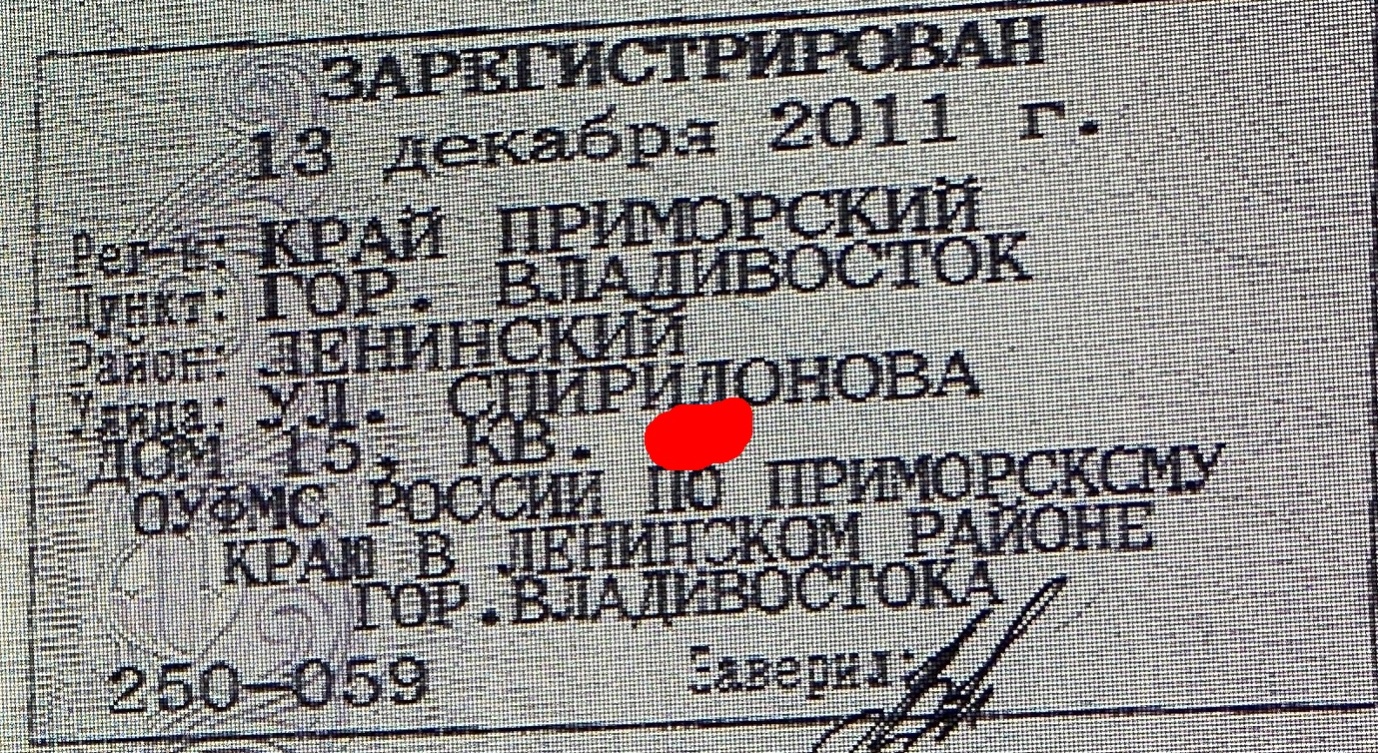 ЗАРЕГИСТРИРОВАН
13 декабря 2011 г.
Рег-н: КРАЙ ПРИМОРСКИЙ
Пункт: ГОР. ВЛАДИВОСТОК
Район: ЛЕНИНСКИЙ
Улица: УЛ. СПИРИДОНОВА
ДОМ 15, КВ.
ОУФМС РОССИИ ПО ПРИМОРСКОМУ
КРАЮ В ЛЕНИНСКОМ РАЙОНЕ
ГОР.ВЛАДИВОСТОКА
250-059 Заверил: